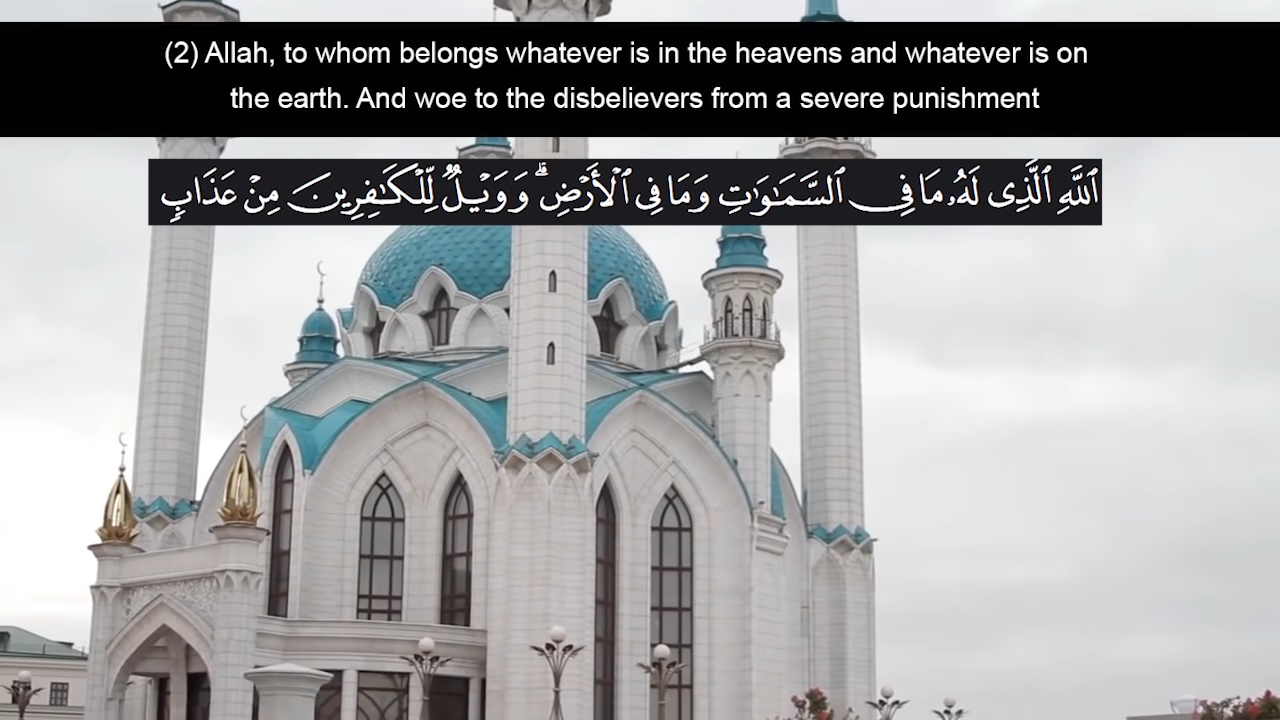 (2) Allah, to whom belongs whatever is in the heavens and whatever is on
the earth. And woe to the disbelievers from a severe punishment
ٱللَّهِ ٱلَّذِى لَهُۥ مَا فِى ٱلسَّمَـٰوَٰتِ وَمَا فِى ٱلْأَرْضِ ۗ وَوَيْلٌۭ لِّلْكَـٰفِرِينَ مِنْ عَذَابٍۢ